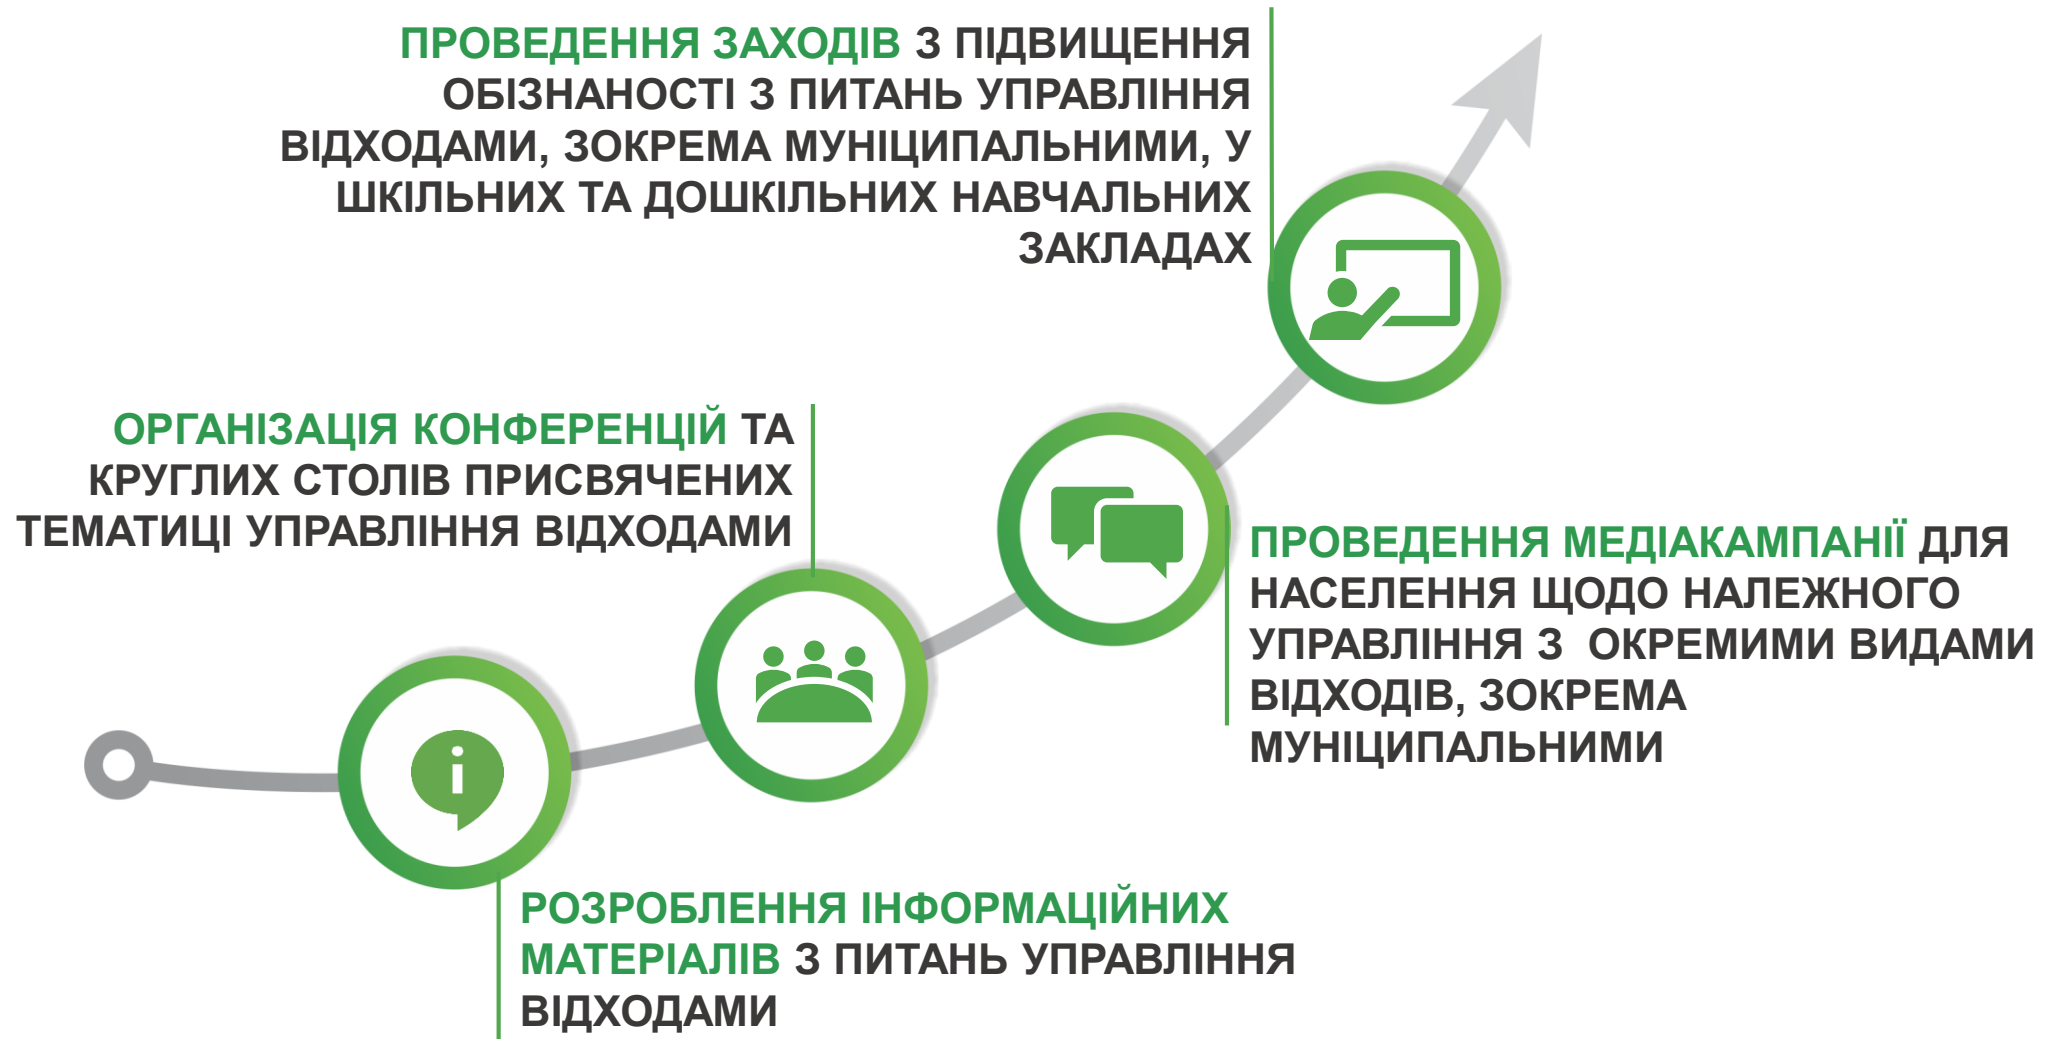 ПРОВЕДЕННЯ ЗАХОДІВ З ПІДВИЩЕННЯ
ОБІЗНАНОСТІ З ПИТАНЬ УПРАВЛІННЯ
ВІДХОДАМИ, ЗОКРЕМА МУНІЦИПАЛЬНИМИ, У
ШКІЛЬНИХ ТА ДОШКІЛЬНИХ НАВЧАЛЬНИХ
ЗАКЛАДАХ
ОРГАНІЗАЦІЯ КОНФЕРЕНЦІЙ ТА
КРУГЛИХ СТОЛІВ ПРИСВЯЧЕНИХ
ТЕМАТИЦІ УПРАВЛІННЯ ВІДХОДАМИ
ПРОВЕДЕННЯ МЕДІАКАМПАНІЇ ДЛЯ
НАСЕЛЕННЯ ЩОДО НАЛЕЖНОГО
УПРАВЛІННЯ З  ОКРЕМИМИ ВИДАМИ
ВІДХОДІВ, ЗОКРЕМА
МУНІЦИПАЛЬНИМИ
РОЗРОБЛЕННЯ ІНФОРМАЦІЙНИХ
МАТЕРІАЛІВ З ПИТАНЬ УПРАВЛІННЯ
ВІДХОДАМИ